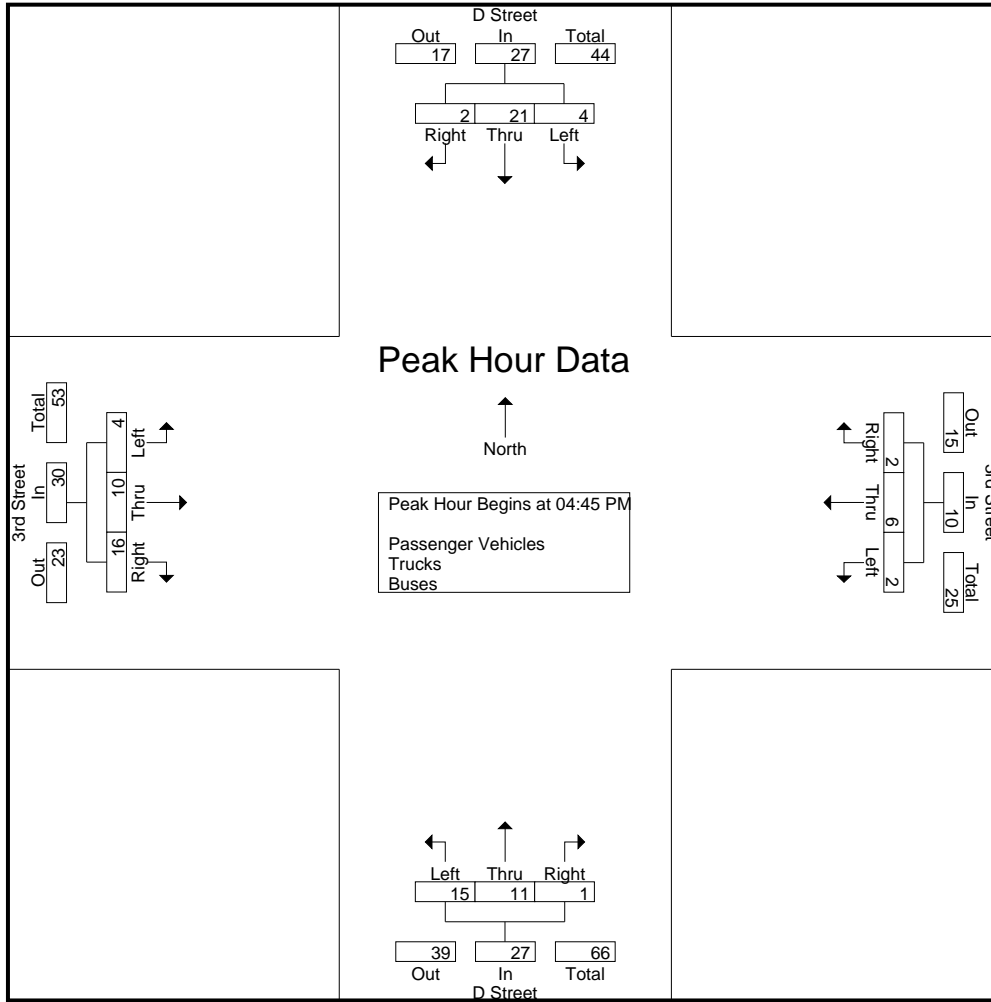 D Street
Out In Total
17 27 44
2 21 4
Right Thru Left
Peak Hour Data
North
Peak Hour Begins at 04:45 PM
Passenger Vehicles
Trucks
Buses
3rd Street
Total In Out
53 30 23
4 10 16
Left Thru Right
3rd Street
Out In Total
15 10 25
2 6 2
Right Thru Left
Left Thru Right
15 11 1
39 27 66
Out In Total
D Street